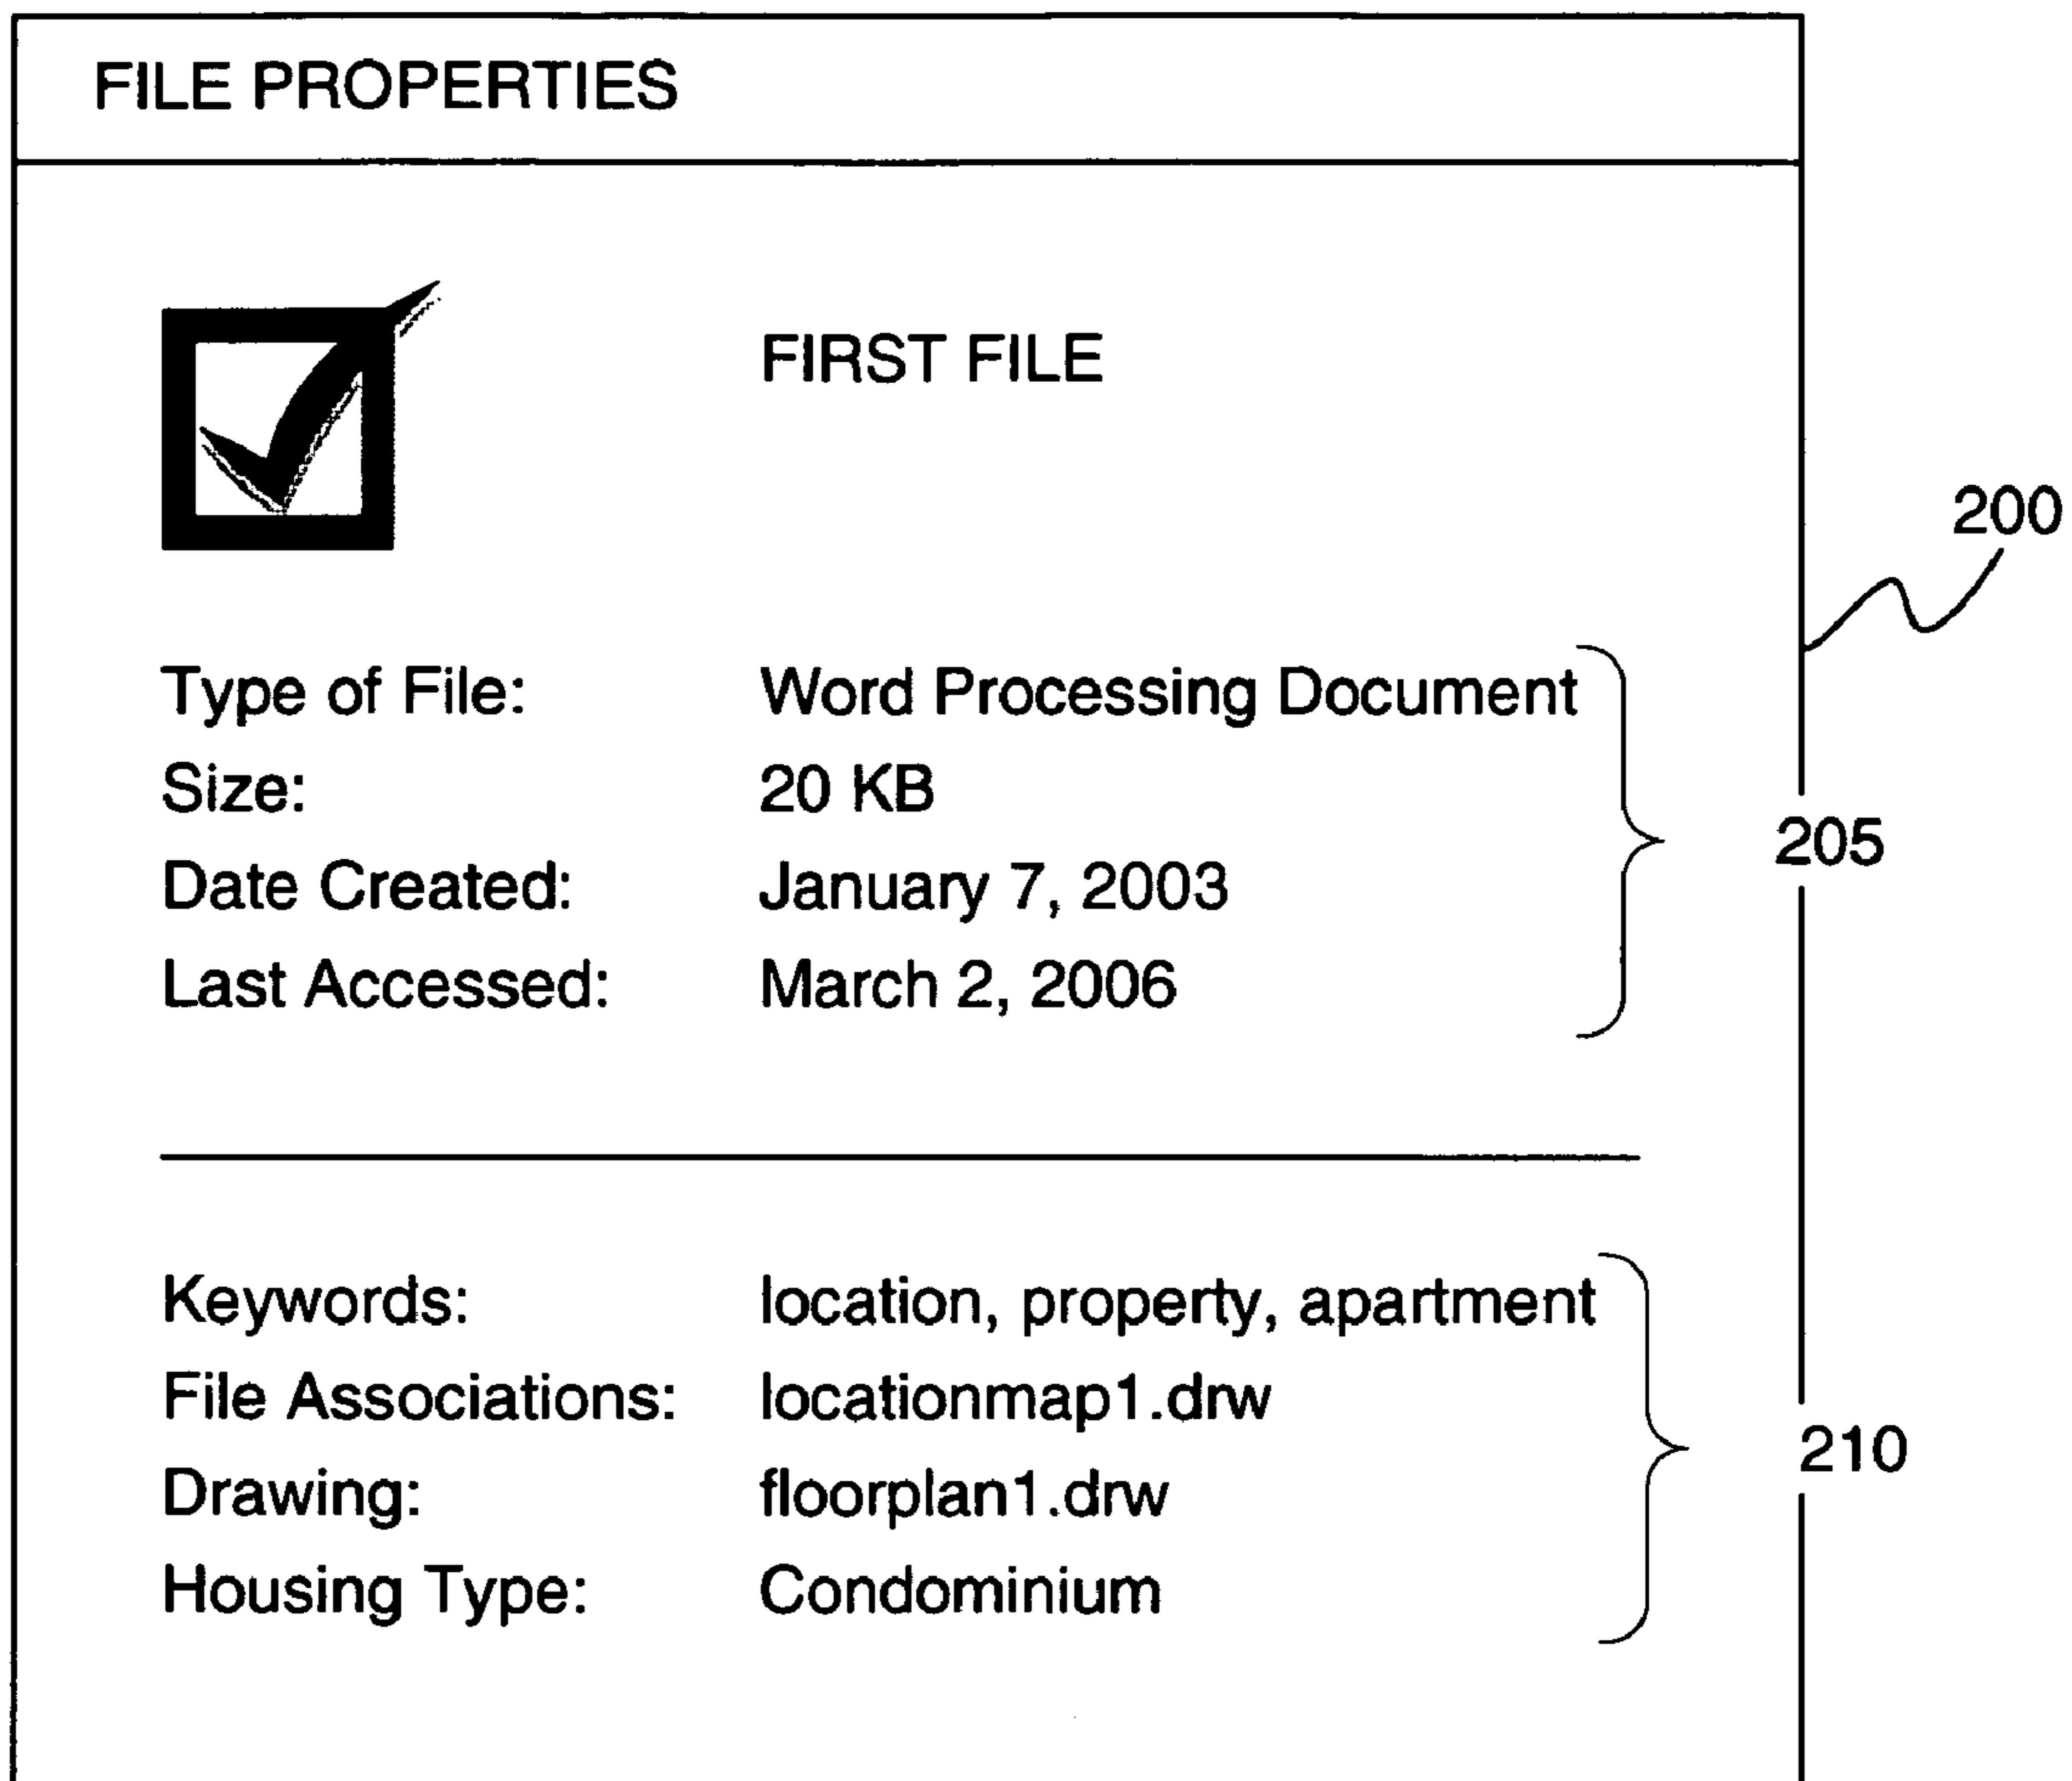 FILE PROPERTIES
FIRST FILE
200
Type of File: Word Processing Document
Size: 20 KB
205
Date Created: January 7, 2003
Last Accessed: March 2, 2006
Keywords: location, property, apartment
File Associations: locationmap1.drw
210
Drawing: floorplan1.drw
Housing Type: Condominium